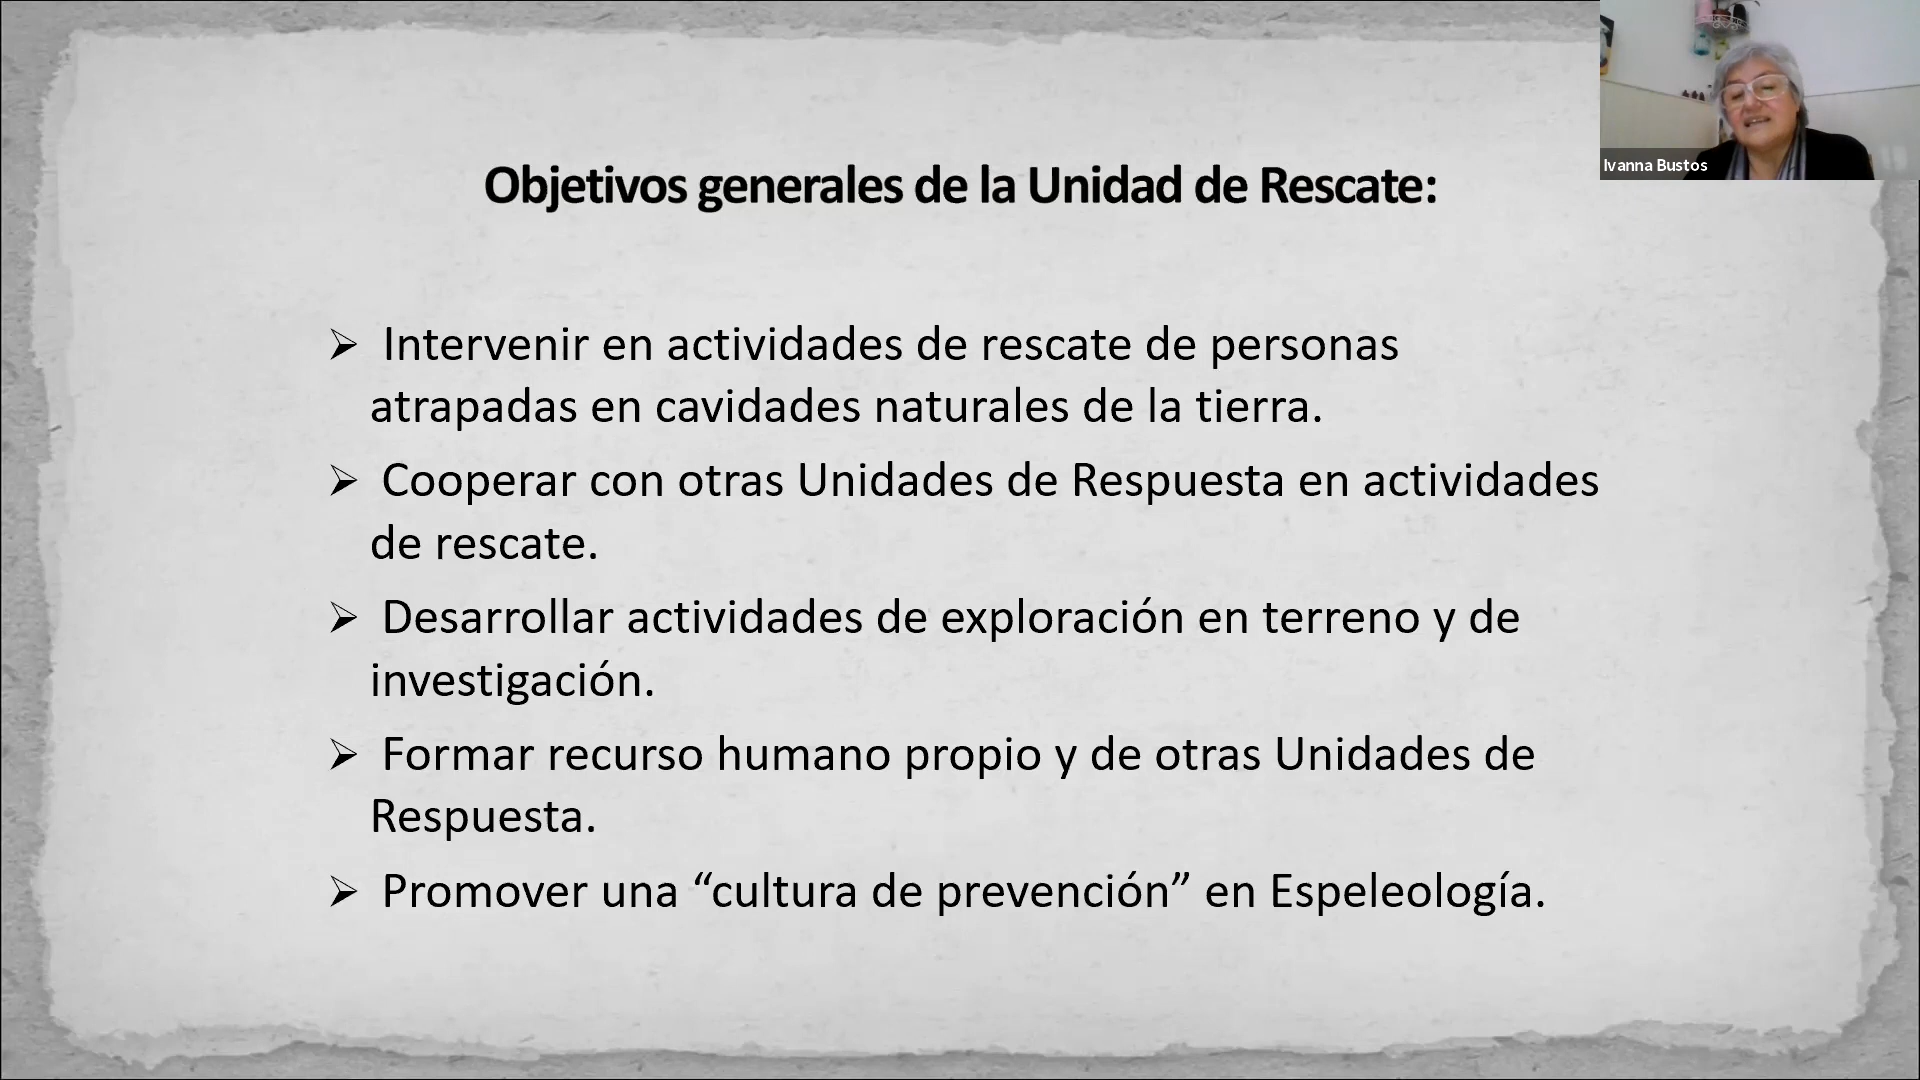 Ivanna Bustos
Objetivos generales de la Unidad de Rescate:
➢ Intervenir en actividades de rescate de personas
atrapadas en cavidades naturales de la tierra.
➢ Cooperar con otras Unidades de Respuesta en actividades
de rescate.
➢ Desarrollar actividades de exploración en terreno y de
investigación.
➢ Formar recurso humano propio y de otras Unidades de
Respuesta.
➢ Promover una “cultura de prevención” en Espeleología.